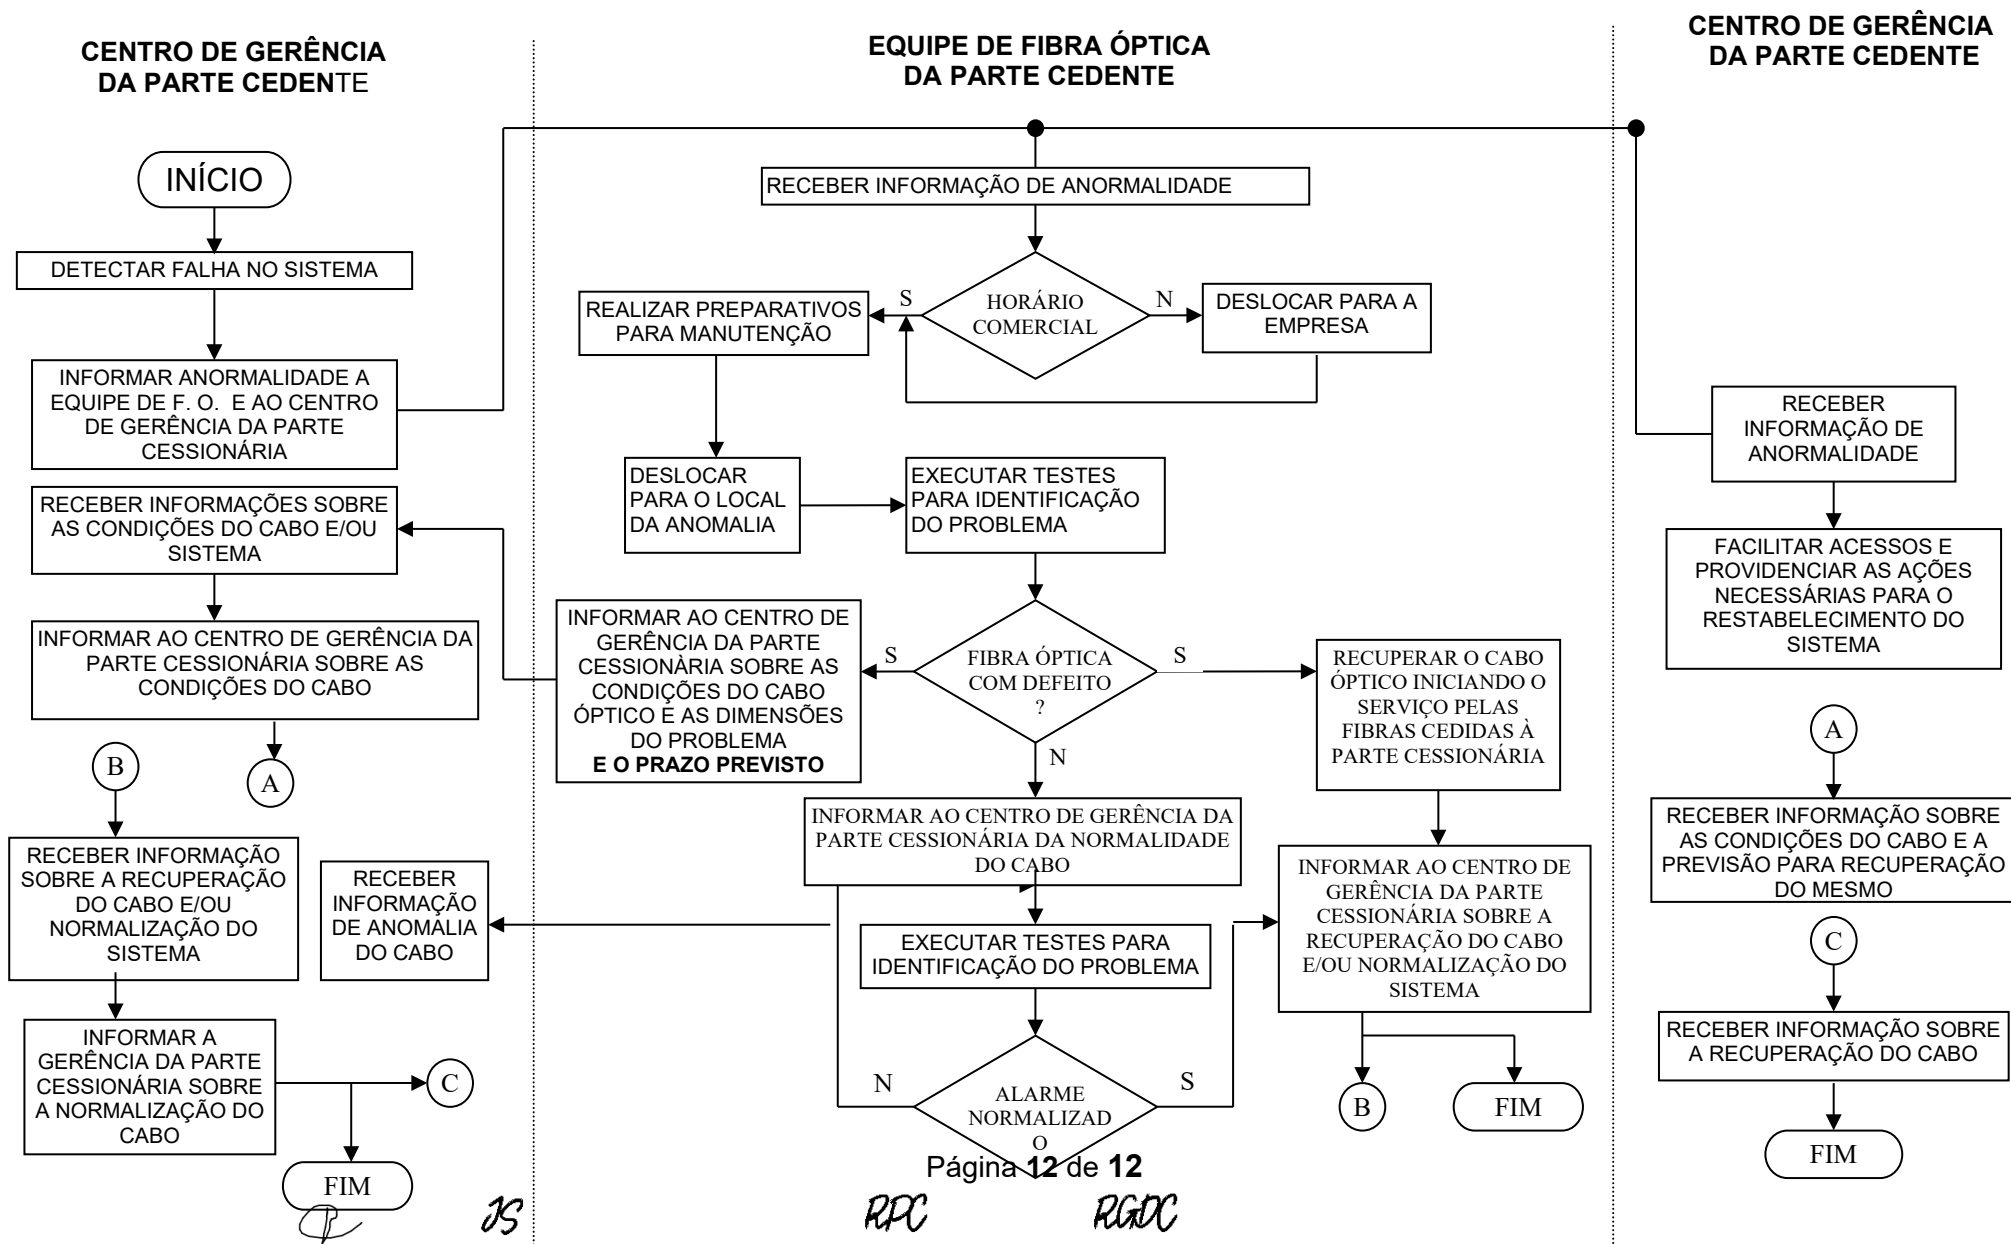 CENTRO DE GERÊNCIA
DA PARTE CEDENTE
INÍCIO
DETECTAR FALHA NO SISTEMA
INFORMAR ANORMALIDADE A
EQUIPE DE F. O. E AO CENTRO
DE GERÊNCIA DA PARTE
CESSIONÁRIA
RECEBER INFORMAÇÕES SOBRE
AS CONDIÇÕES DO CABO E/OU
SISTEMA
INFORMAR AO CENTRO DE GERÊNCIA DA
PARTE CESSIONÁRIA SOBRE AS
CONDIÇÕES DO CABO
A
B
RECEBER INFORMAÇÃO
SOBRE A RECUPERAÇÃO
DO CABO E/OU
NORMALIZAÇÃO DO
SISTEMA
RECEBER
INFORMAÇÃO
DE ANOMALIA
DO CABO
INFORMAR A
GERÊNCIA DA PARTE
CESSIONÁRIA SOBRE
A NORMALIZAÇÃO DO
CABO
C
FIM
EQUIPE DE FIBRA ÓPTICA
DA PARTE CEDENTE
RECEBER INFORMAÇÃO DE ANORMALIDADE
HORÁRIO
COMERCIAL
S
N
REALIZAR PREPARATIVOS
PARA MANUTENÇÃO
DESLOCAR PARA A
EMPRESA
DESLOCAR
PARA O LOCAL
DA ANOMALIA
EXECUTAR TESTES
PARA IDENTIFICAÇÃO
DO PROBLEMA
FIBRA ÓPTICA
COM DEFEITO
?
S
S
N
INFORMAR AO CENTRO DE
GERÊNCIA DA PARTE
CESSIONÀRIA SOBRE AS
CONDIÇÕES DO CABO
ÓPTICO E AS DIMENSÕES
DO PROBLEMA
E O PRAZO PREVISTO
RECUPERAR O CABO
ÓPTICO INICIANDO O
SERVIÇO PELAS
FIBRAS CEDIDAS À
PARTE CESSIONÁRIA
INFORMAR AO CENTRO DE GERÊNCIA DA
PARTE CESSIONÁRIA DA NORMALIDADE
DO CABO
EXECUTAR TESTES PARA
IDENTIFICAÇÃO DO PROBLEMA
INFORMAR AO CENTRO DE
GERÊNCIA DA PARTE
CESSIONÁRIA SOBRE A
RECUPERAÇÃO DO CABO
E/OU NORMALIZAÇÃO DO
SISTEMA
N
S
ALARME
NORMALIZAD
O
B
FIM
CENTRO DE GERÊNCIA
DA PARTE CEDENTE
RECEBER
INFORMAÇÃO DE
ANORMALIDADE
FACILITAR ACESSOS E
PROVIDENCIAR AS AÇÕES
NECESSÁRIAS PARA O
RESTABELECIMENTO DO
SISTEMA
A
RECEBER INFORMAÇÃO SOBRE
AS CONDIÇÕES DO CABO E A
PREVISÃO PARA RECUPERAÇÃO
DO MESMO
C
RECEBER INFORMAÇÃO SOBRE
A RECUPERAÇÃO DO CABO
FIM
Página 12 de 12
JS
RPC
RGDC